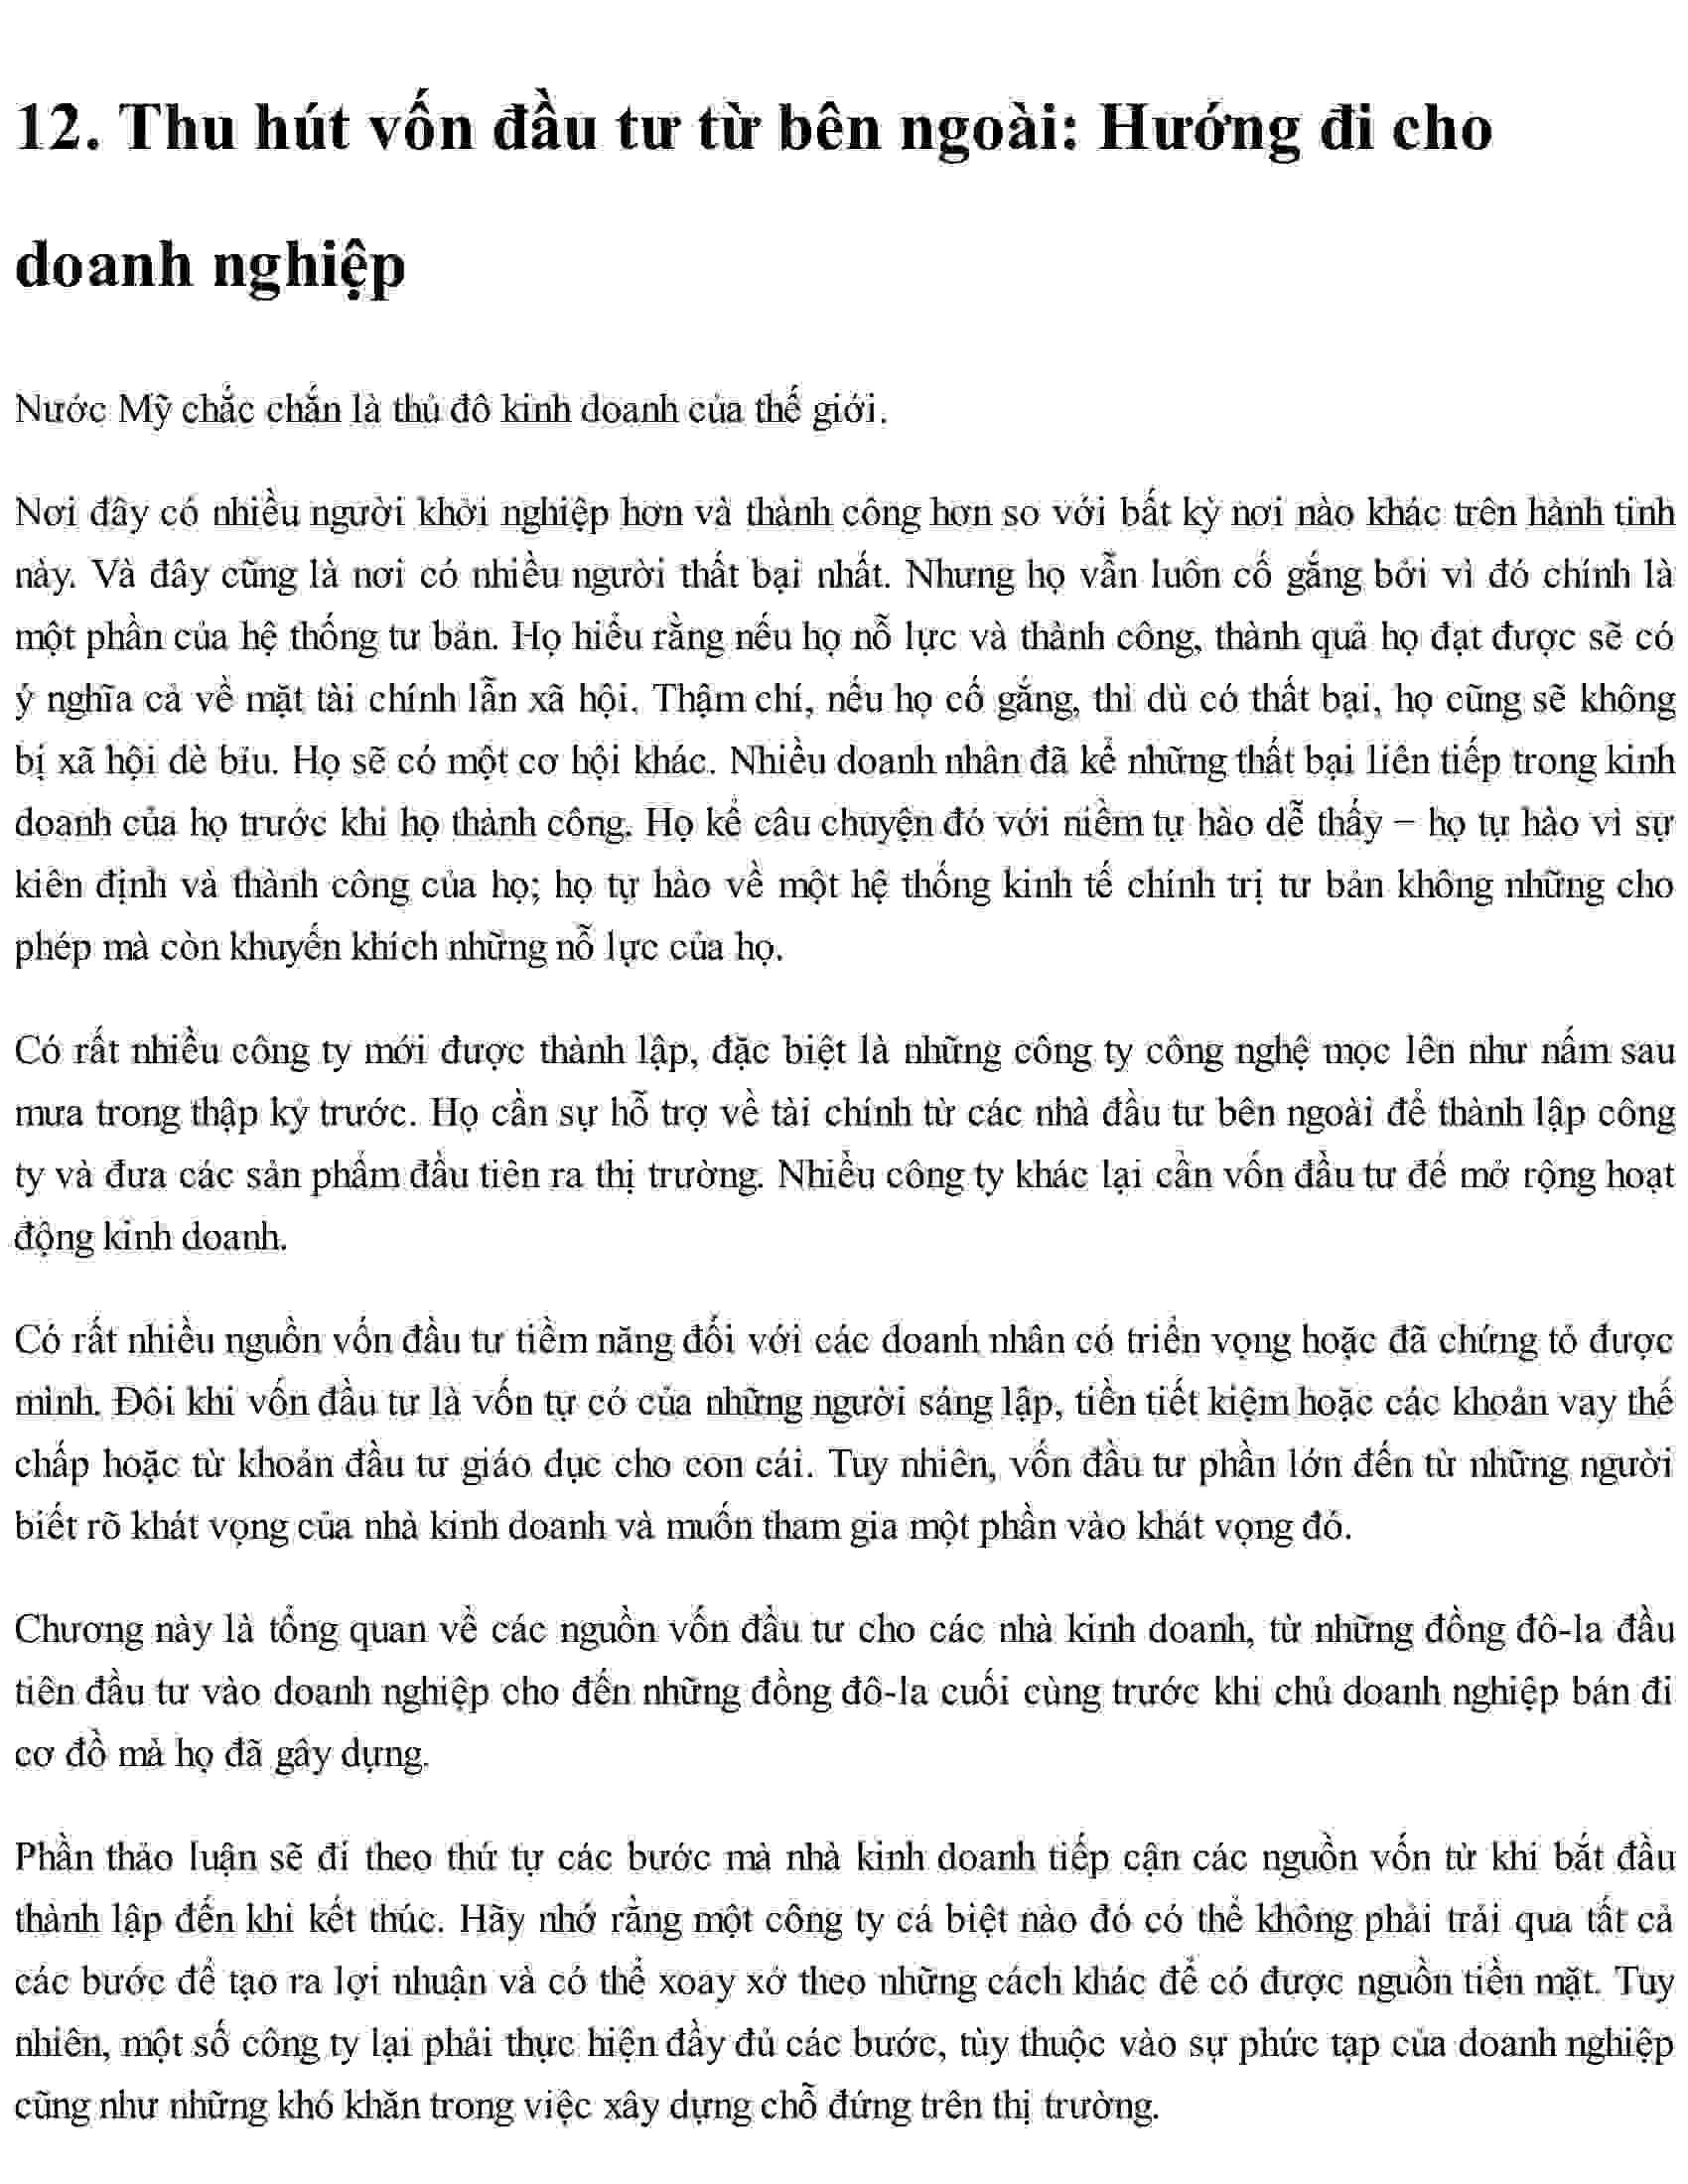 12. Thu hút vốn đầu tư từ bên ngoài: Hướng đi cho
doanh nghiệp
Nước Mỹ chắc chắn là thủ đô kinh doanh của thế giới.
Nơi đây có nhiều người khởi nghiệp hơn và thành công hơn so với bất kỳ nơi nào khác trên hành tinh
này. Và đây cũng là nơi có nhiều người thất bại nhất. Nhưng họ vẫn luôn cố gắng bởi vì đó chính là
một phần của hệ thống tư bản. Họ hiểu rằng nếu họ nỗ lực và thành công, thành quả họ đạt được sẽ có
ý nghĩa cả về mặt tài chính lẫn xã hội. Thậm chí, nếu họ cố gắng, thì dù có thất bại, họ cũng sẽ không
bị xã hội dè bỉu. Họ sẽ có một cơ hội khác. Nhiều doanh nhân đã kể những thất bại liên tiếp trong kinh
doanh của họ trước khi họ thành công. Họ kể câu chuyện đó với niềm tự hào dễ thấy – họ tự hào vì sự
kiên định và thành công của họ; họ tự hào về một hệ thống kinh tế chính trị tư bản không những cho
phép mà còn khuyến khích những nỗ lực của họ.
Có rất nhiều công ty mới được thành lập, đặc biệt là những công ty công nghệ mọc lên như nấm sau
mưa trong thập kỷ trước. Họ cần sự hỗ trợ về tài chính từ các nhà đầu tư bên ngoài để thành lập công
ty và đưa các sản phẩm đầu tiên ra thị trường. Nhiều công ty khác lại cần vốn đầu tư để mở rộng hoạt
động kinh doanh.
Có rất nhiều nguồn vốn đầu tư tiềm năng đối với các doanh nhân có triển vọng hoặc đã chứng tỏ được
mình. Đôi khi vốn đầu tư là vốn tự có của những người sáng lập, tiền tiết kiệm hoặc các khoản vay thế
chấp hoặc từ khoản đầu tư giáo dục cho con cái. Tuy nhiên, vốn đầu tư phần lớn đến từ những người
biết rõ khát vọng của nhà kinh doanh và muốn tham gia một phần vào khát vọng đó.
Chương này là tổng quan về các nguồn vốn đầu tư cho các nhà kinh doanh, từ những đồng đô-la đầu
tiên đầu tư vào doanh nghiệp cho đến những đồng đô-la cuối cùng trước khi chủ doanh nghiệp bán đi
cơ đồ mà họ đã gây dựng.
Phần thảo luận sẽ đi theo thứ tự các bước mà nhà kinh doanh tiếp cận các nguồn vốn từ khi bắt đầu
thành lập đến khi kết thúc. Hãy nhớ rằng một công ty cá biệt nào đó có thể không phải trải qua tất cả
các bước để tạo ra lợi nhuận và có thể xoay xở theo những cách khác để có được nguồn tiền mặt. Tuy
nhiên, một số công ty lại phải thực hiện đầy đủ các bước, tùy thuộc vào sự phức tạp của doanh nghiệp
cũng như những khó khăn trong việc xây dựng chỗ đứng trên thị trường.